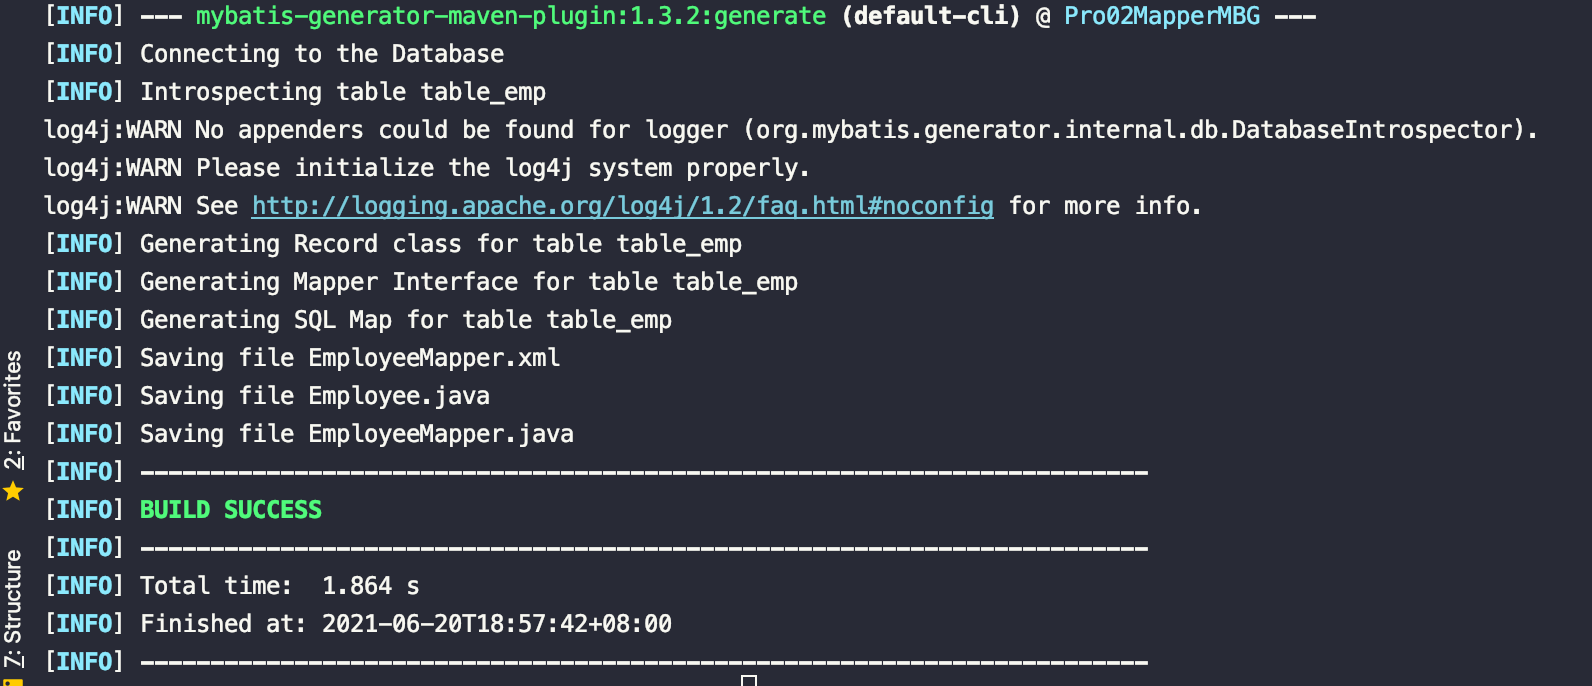 [INFO] --- mybatis-generator-maven-plugin:1.3.2:generate (default-cli) @ Pro02MapperMBG ---
[INFO] Connecting to the Database
[INFO] Introspecting table table_emp
log4j:WARN No appenders could be found for logger (org.mybatis.generator.internal.db.DatabaseIntrospector).
log4j:WARN Please initialize the log4j system properly.
log4j:WARN See http://logging.apache.org/log4j/1.2/faq.html#noconfig for more info.
[INFO] Generating Record class for table table_emp
[INFO] Generating Mapper Interface for table table_emp
[INFO] Generating SQL Map for table table_emp
[INFO] Saving file EmployeeMapper.xml
[INFO] Saving file Employee.java
[INFO] Saving file EmployeeMapper.java
[INFO] ------------------------------------------------------------------------
[INFO] BUILD SUCCESS
[INFO] ------------------------------------------------------------------------
[INFO] Total time:  1.864 s
[INFO] Finished at: 2021-06-20T18:57:42+08:00
[INFO] ------------------------------------------------------------------------
2: Favorites
7: Structure